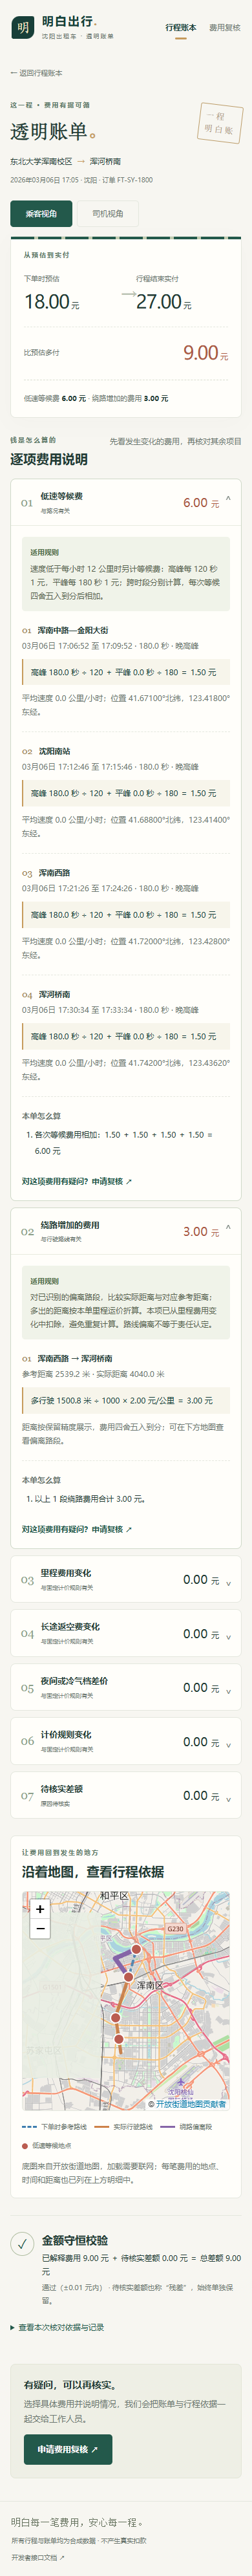 明
明白出行.
沈阳出租车 · 透明账单
行程账本
费用复核
← 返回行程账本
这一程 · 费用有据可循
透明账单。
一程
明白账
东北大学浑南校区 → 浑河桥南
2026年03月06日 17:05 · 沈阳 · 订单 FT-SY-1800
乘客视角
司机视角
从预估到实付
下单时预估
行程结束实付
18.00元
→
27.00元
比预估多付
9.00元
低速等候费 6.00 元 · 绕路增加的费用 3.00 元
钱是怎么算的
逐项费用说明
先看发生变化的费用，再核对其余项目
01 低速等候费
与路况有关
6.00 元
适用规则
速度低于每小时 12 公里时另计等候费：高峰每 120 秒
1 元，平峰每 180 秒 1 元；跨时段分别计算，每次等候
四舍五入到分后相加。
01 浑南中路—金阳大街
03月06日 17:06:52 至 17:09:52 · 180.0 秒 · 晚高峰
高峰 180.0 秒 ÷ 120 + 平峰 0.0 秒 ÷ 180 = 1.50 元
平均速度 0.0 公里/小时；位置 41.67100°北纬，123.41800°
东经。
02 沈阳南站
03月06日 17:12:46 至 17:15:46 · 180.0 秒 · 晚高峰
高峰 180.0 秒 ÷ 120 + 平峰 0.0 秒 ÷ 180 = 1.50 元
平均速度 0.0 公里/小时；位置 41.68800°北纬，123.41400°
东经。
03 浑南西路
03月06日 17:21:26 至 17:24:26 · 180.0 秒 · 晚高峰
高峰 180.0 秒 ÷ 120 + 平峰 0.0 秒 ÷ 180 = 1.50 元
平均速度 0.0 公里/小时；位置 41.72000°北纬，123.42800°
东经。
04 浑河桥南
03月06日 17:30:34 至 17:33:34 · 180.0 秒 · 晚高峰
高峰 180.0 秒 ÷ 120 + 平峰 0.0 秒 ÷ 180 = 1.50 元
平均速度 0.0 公里/小时；位置 41.74200°北纬，123.43620°
东经。
本单怎么算
1. 各次等候费用相加：1.50 + 1.50 + 1.50 + 1.50 =
6.00 元
对这项费用有疑问？申请复核 ↗
02 绕路增加的费用
与行驶路线有关
3.00 元
适用规则
对已识别的偏离路段，比较实际距离与对应参考距离；
多出的距离按本单里程运价折算。本项已从里程费用变
化中扣除，避免重复计算。路线偏离不等于责任认定。
01 浑南西路 → 浑河桥南
参考距离 2539.2 米 · 实际距离 4040.0 米
多行驶 1500.8 米 ÷ 1000 × 2.00 元/公里 = 3.00 元
距离按保留精度展示，费用四舍五入到分；可在下方地图查
看偏离路段。
本单怎么算
1. 以上 1 段绕路费用合计 3.00 元。
对这项费用有疑问？申请复核 ↗
03 里程费用变化
与里程计价规则有关
0.00 元
04 长途返空费变化
与里程计价规则有关
0.00 元
05 夜间或冷气档差价
与里程计价规则有关
0.00 元
06 计价规则变化
与里程计价规则有关
0.00 元
07 待核实差额
原因待核实
0.00 元
让费用回到发生的地方
沿着地图，查看行程依据
+
−
和平区
G230
浑南区
© 开放街道地图贡献者
下单时参考路线
实际行驶路线
绕路偏离段
低速等候地点
底图来自开放街道地图，加载需要联网；每笔费用的地点、
时间和距离也已列在上方明细中。
✓
金额守恒校验
已解释费用 9.00 元 + 待核实差额 0.00 元 = 总差额 9.00
元
通过（±0.01 元内）· 待核实差额也称“残差”，始终单独保
留。
▶ 查看本次核对依据与记录
有疑问，可以再核实。
选择具体费用并说明情况，我们会把账单与行程依据一
起交给工作人员。
申请费用复核 ↗
明白每一笔费用，安心每一程。
所有行程与账单均为合成数据 · 不产生真实扣款
开发者接口文档 ↗